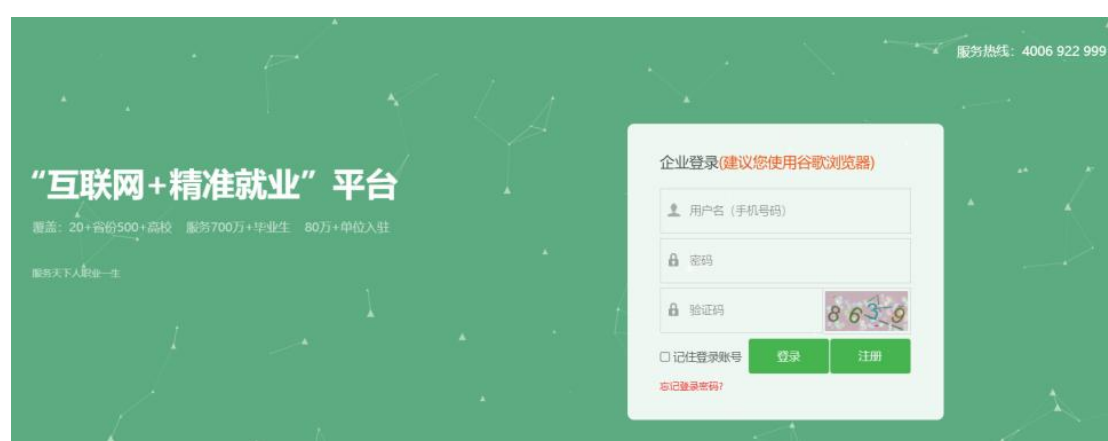 服务热线：4006 922 999
“互联网+精准就业”平台
覆盖：20+省份500+高校 服务700万+毕业生 80万+单位入驻
服务天下人职业一生
企业登录(建议您使用谷歌浏览器)
用户名（手机号码）
密码
验证码
8639
记住登录账号 登录 注册
忘记登录密码?